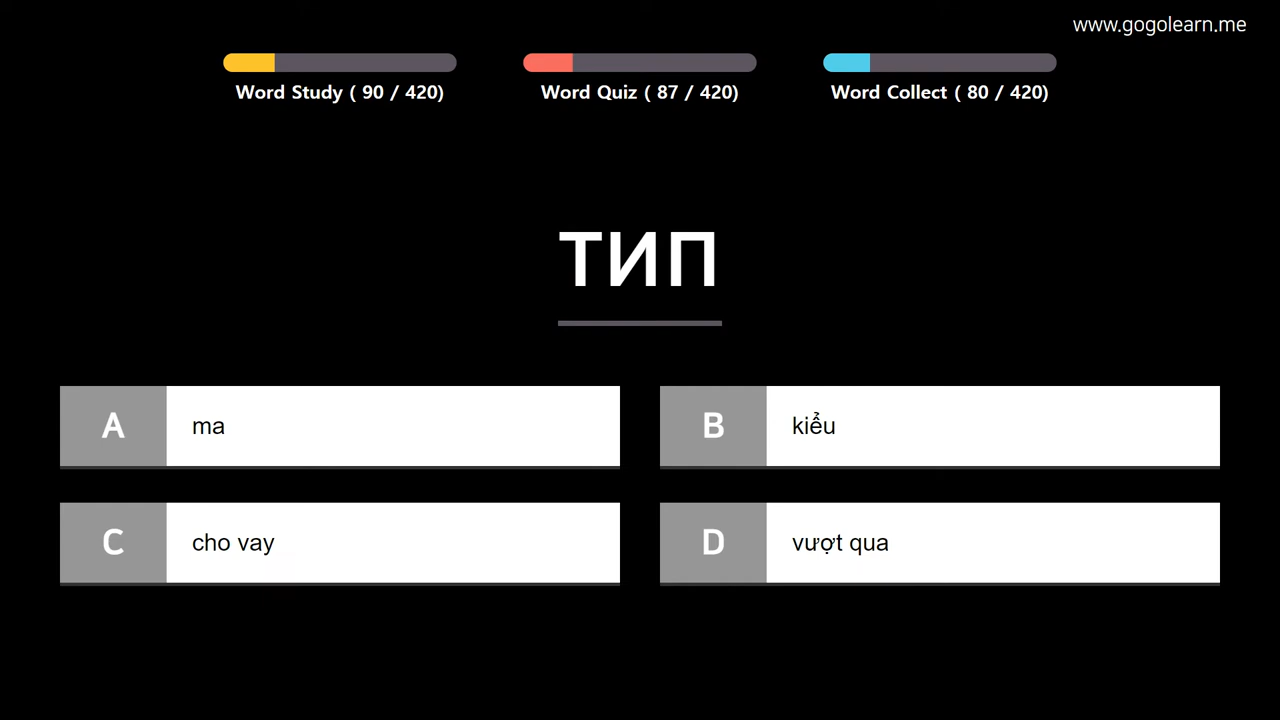 www.gogolearn.me
Word Study ( 90 / 420)
Word Quiz ( 87 / 420)
Word Collect ( 80 / 420)
ТИП
A
ma
B
kiểu
C
cho vay
D
vượt qua